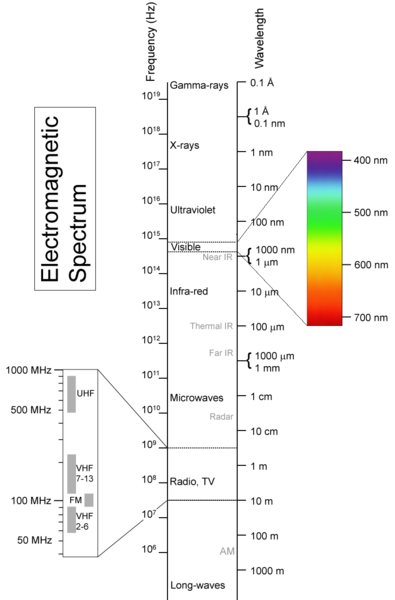 Electromagnetic
Spectrum
Frequency (Hz)
Wavelength
Gamma-rays
0.1 Å
10¹⁹
1 Å
0.1 nm
10¹⁸
X-rays
1 nm
10¹⁷
10 nm
10¹⁶
Ultraviolet
100 nm
10¹⁵
Visible
Near IR
1000 nm
1 µm
10¹⁴
Infra-red
10 µm
10¹³
Thermal IR
100 µm
10¹²
Far IR
1000 µm
1 mm
10¹¹
Microwaves
1 cm
10¹⁰
Radar
10 cm
10⁹
1 m
10⁸
Radio, TV
10 m
10⁷
100 m
10⁶
AM
1000 m
Long-waves
400 nm
500 nm
600 nm
700 nm
1000 MHz
UHF
500 MHz
VHF
7-13
100 MHz
FM
VHF
2-6
50 MHz